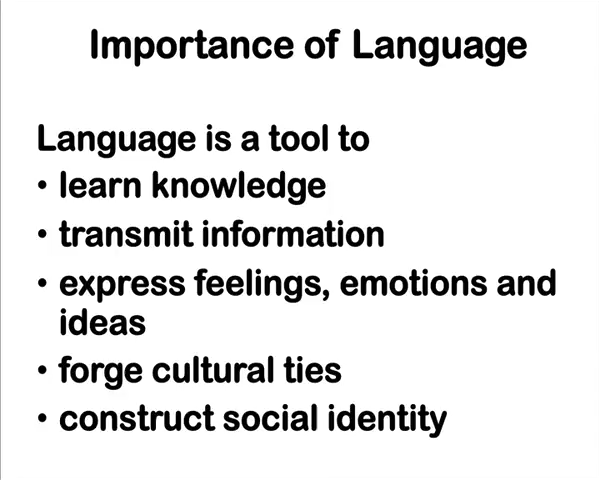 Importance of Language
Language is a tool to
• learn knowledge
• transmit information
• express feelings, emotions and
ideas
• forge cultural ties
• construct social identity